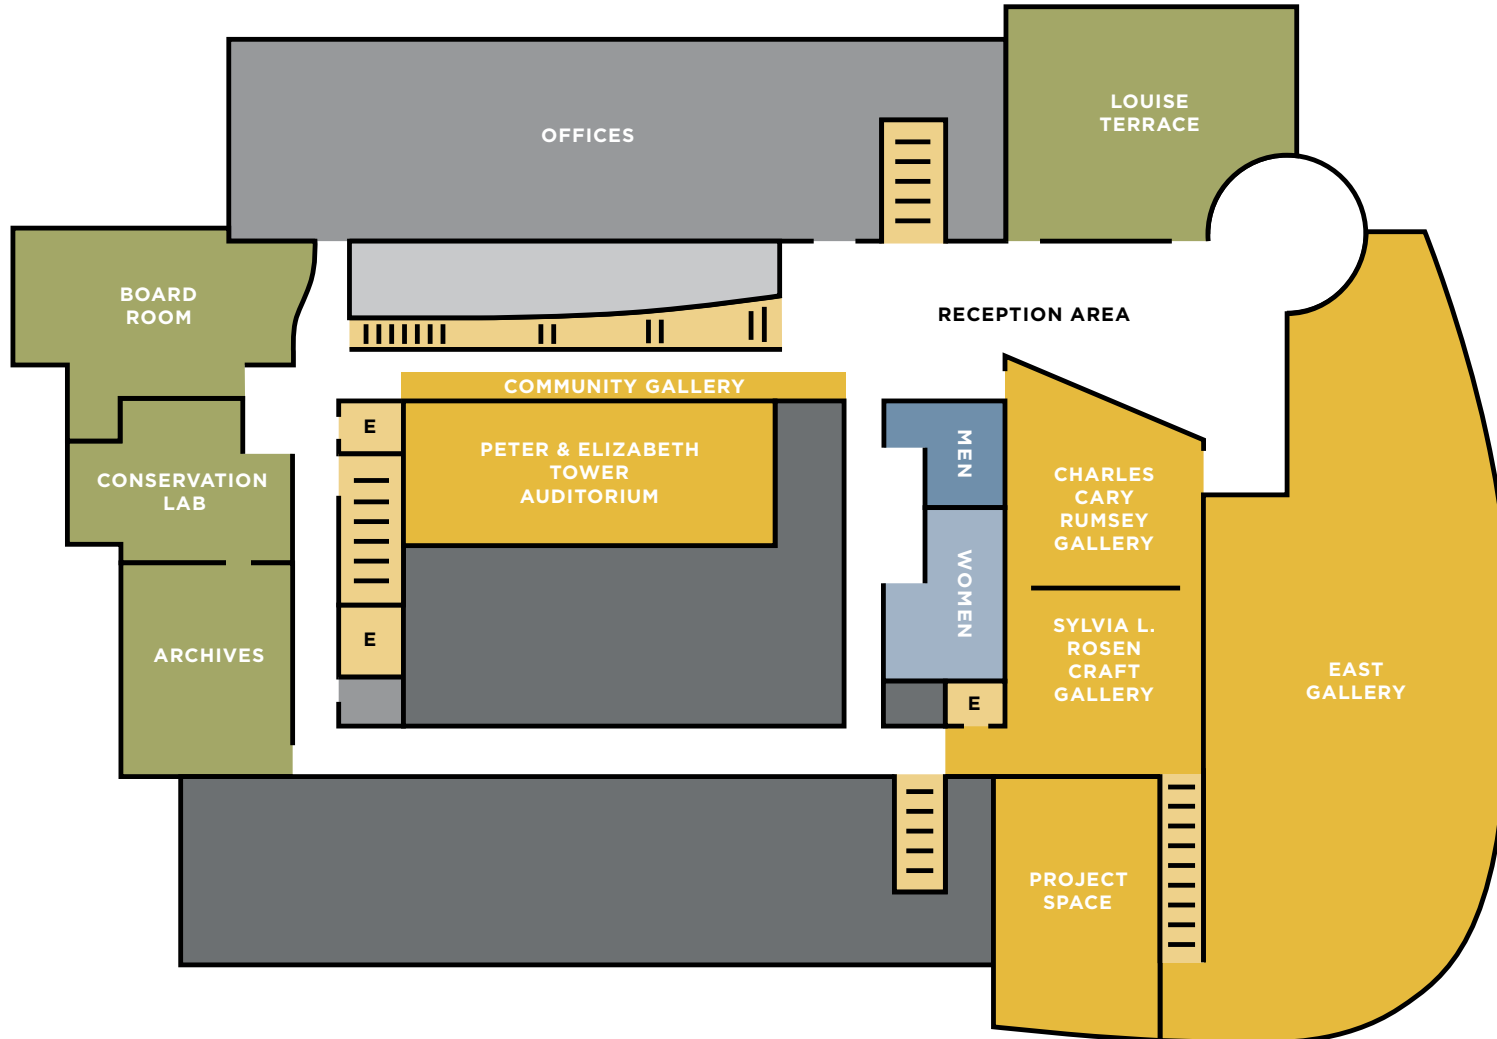 LOUISE
TERRACE
OFFICES
BOARD
ROOM
RECEPTION AREA
COMMUNITY GALLERY
E
PETER & ELIZABETH
TOWER
AUDITORIUM
MEN
CHARLES
CARY
RUMSEY
GALLERY
CONSERVATION
LAB
WOMEN
SYLVIA L.
ROSEN
CRAFT
GALLERY
E
ARCHIVES
EAST
GALLERY
E
PROJECT
SPACE